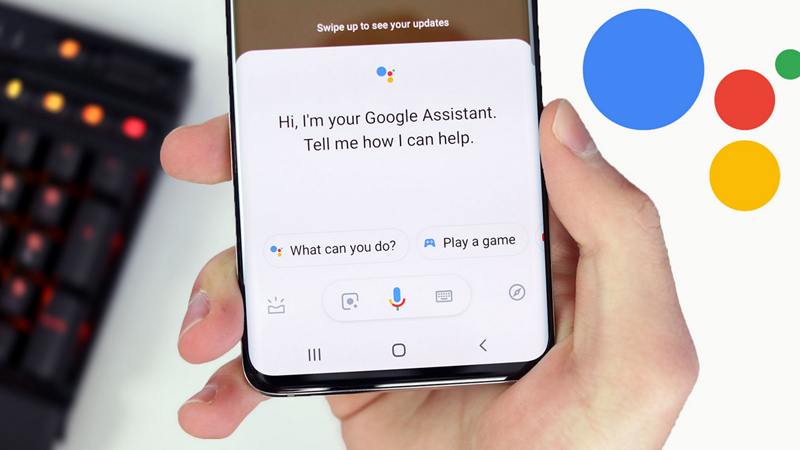 Swipe up to see your updates
Hi, I'm your Google Assistant.
Tell me how I can help.
What can you do?
Play a game